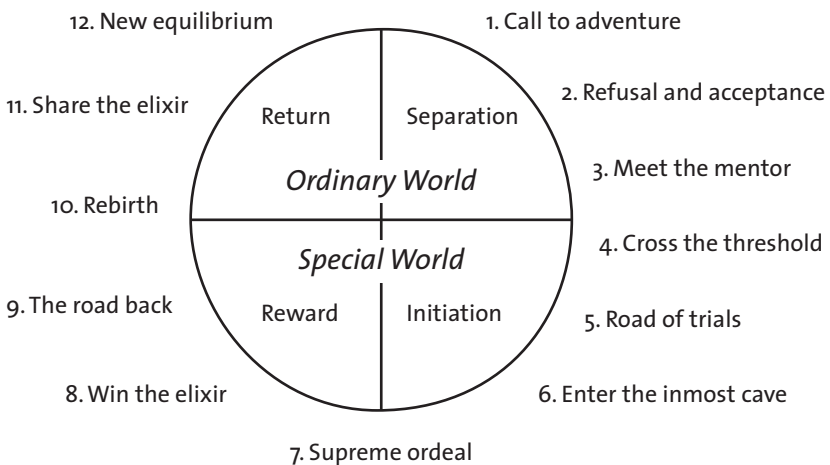 12. New equilibrium
1. Call to adventure
11. Share the elixir
2. Refusal and acceptance
Return
Separation
3. Meet the mentor
Ordinary World
10. Rebirth
4. Cross the threshold
Special World
9. The road back
Reward
Initiation
5. Road of trials
8. Win the elixir
6. Enter the inmost cave
7. Supreme ordeal